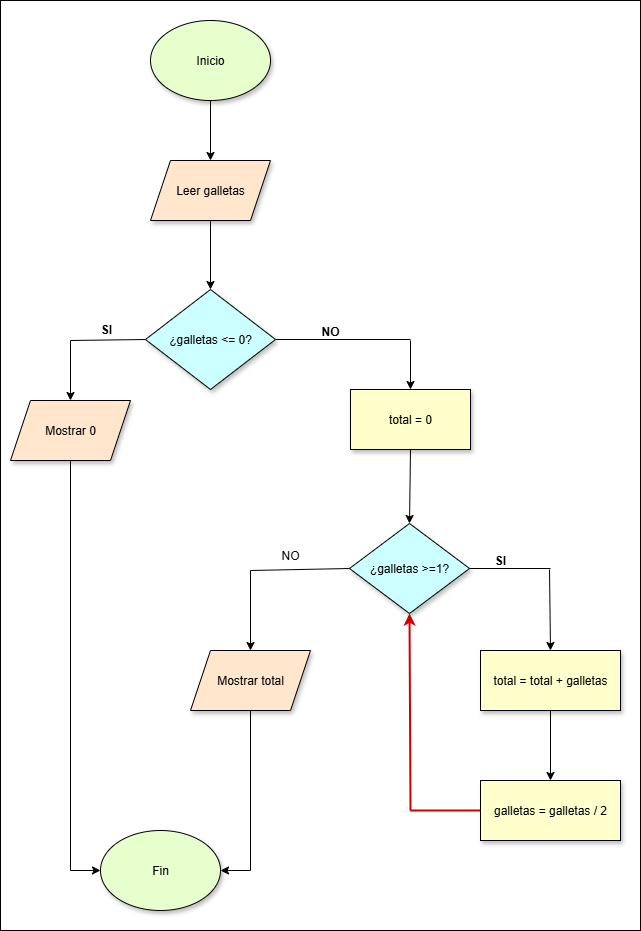 Inicio
Leer galletas
¿galletas <= 0?
SI
NO
Mostrar 0
total = 0
¿galletas >=1?
NO
SI
Mostrar total
total = total + galletas
galletas = galletas / 2
Fin